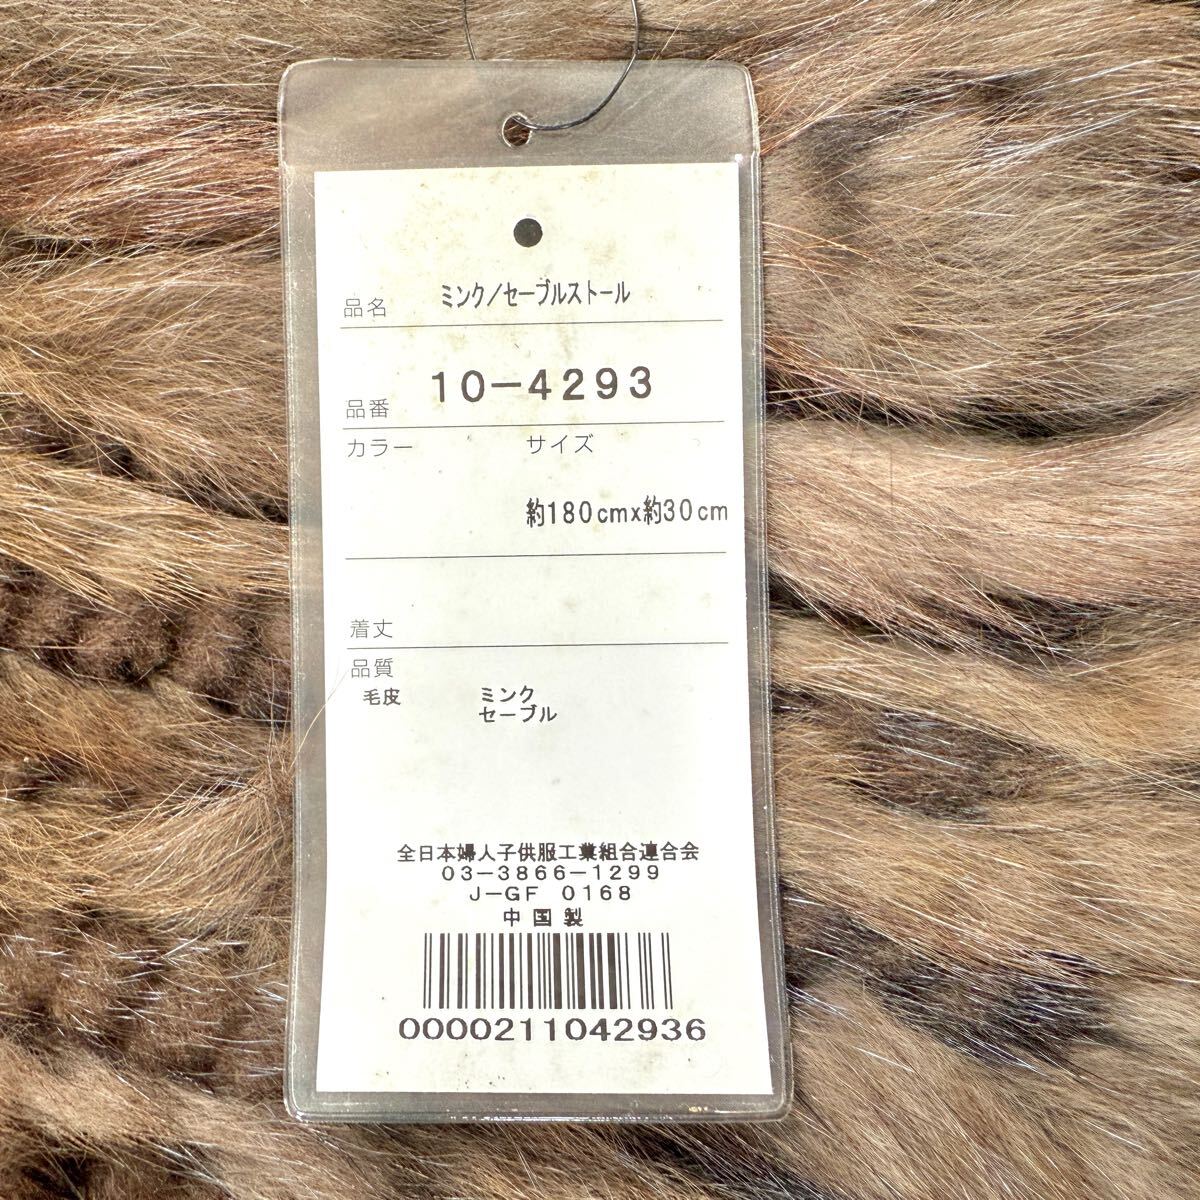 品名 ミンク/セーブルストール
品番 10-4293
カラー サイズ
約180cmx約30cm
着丈
品質
毛皮 ミンク
セーブル
全日本婦人子供服工業組合連合会
03-3866-1299
J-GF 0168
中国製
0000211042936